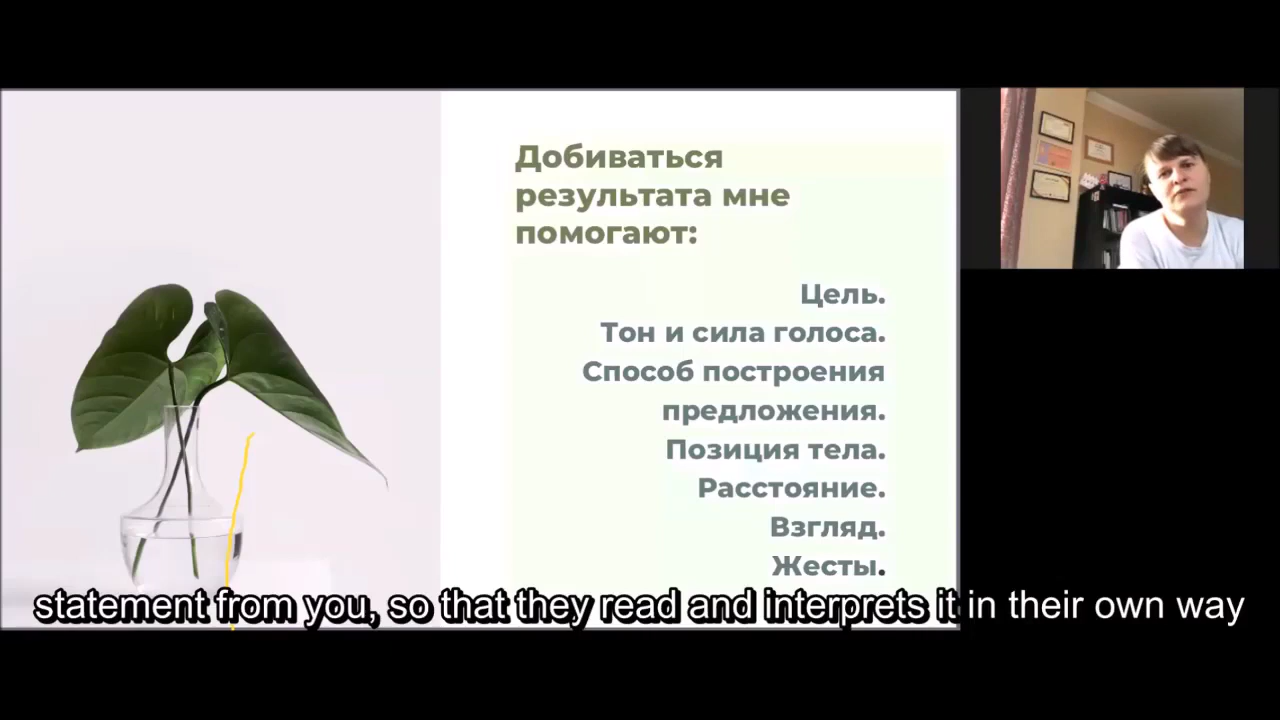 Добиваться
результата мне
помогают:
Цель.
Тон и сила голоса.
Способ построения
предложения.
Позиция тела.
Расстояние.
Взгляд.
Жесты.
statement from you, so that they read and interprets it in their own way